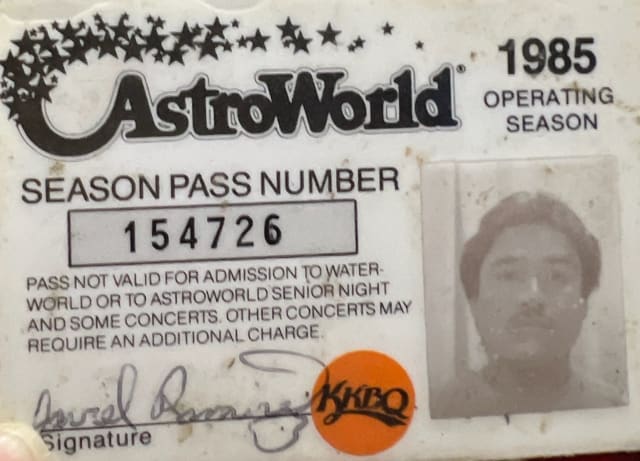 AstroWorld®
1985
OPERATING
SEASON
SEASON PASS NUMBER
154726
PASS NOT VALID FOR ADMISSION TO WATER-
WORLD OR TO ASTROWORLD SENIOR NIGHT
AND SOME CONCERTS. OTHER CONCERTS MAY
REQUIRE AN ADDITIONAL CHARGE.
KKBQ
Signature